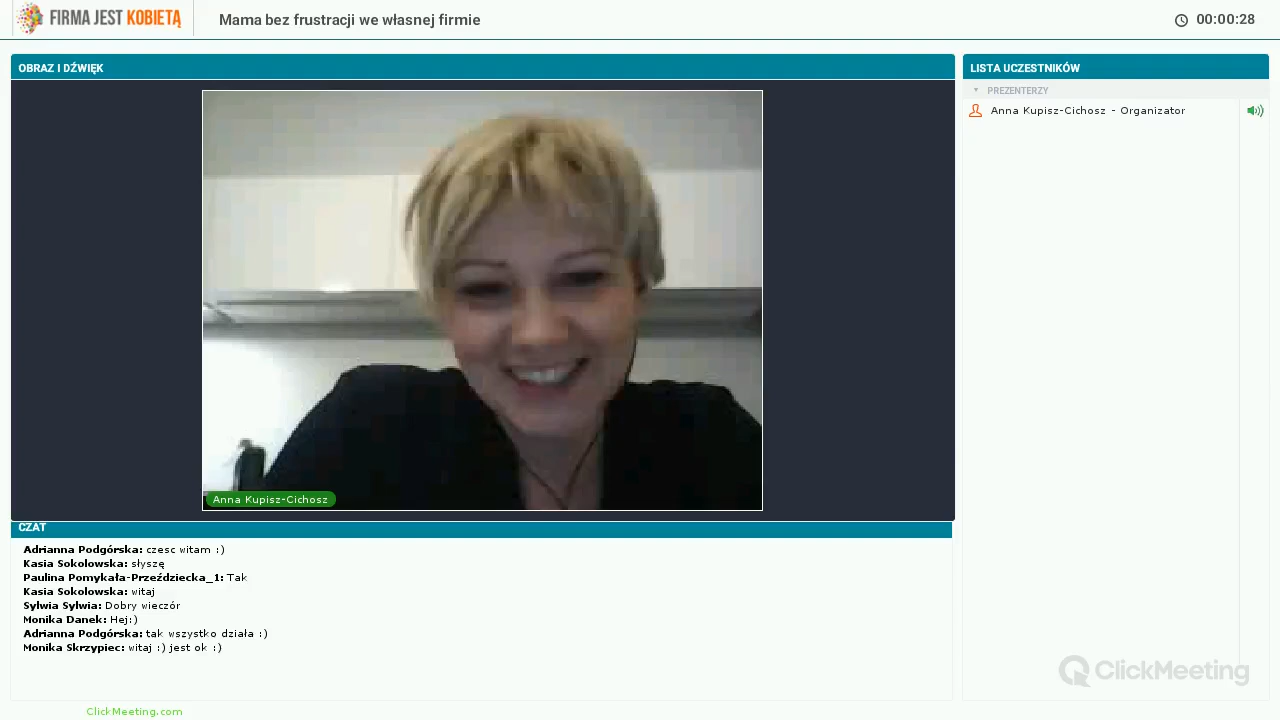 FIRMA JEST KOBIETĄ
Mama bez frustracji we własnej firmie
00:00:28
OBRAZ I DŹWIĘK
Anna Kupisz-Cichosz
CZAT
Adrianna Podgórska: czesc witam :)
Kasia Sokolowska: słyszę
Paulina Pomykała-Przeździecka_1: Tak
Kasia Sokolowska: witaj
Sylwia Sylwia: Dobry wieczór
Monika Danek: Hej:)
Adrianna Podgórska: tak wszystko działa :)
Monika Skrzypiec: witaj :) jest ok :)
LISTA UCZESTNIKÓW
PREZENTERZY
Anna Kupisz-Cichosz - Organizator
ClickMeeting
ClickMeeting.com